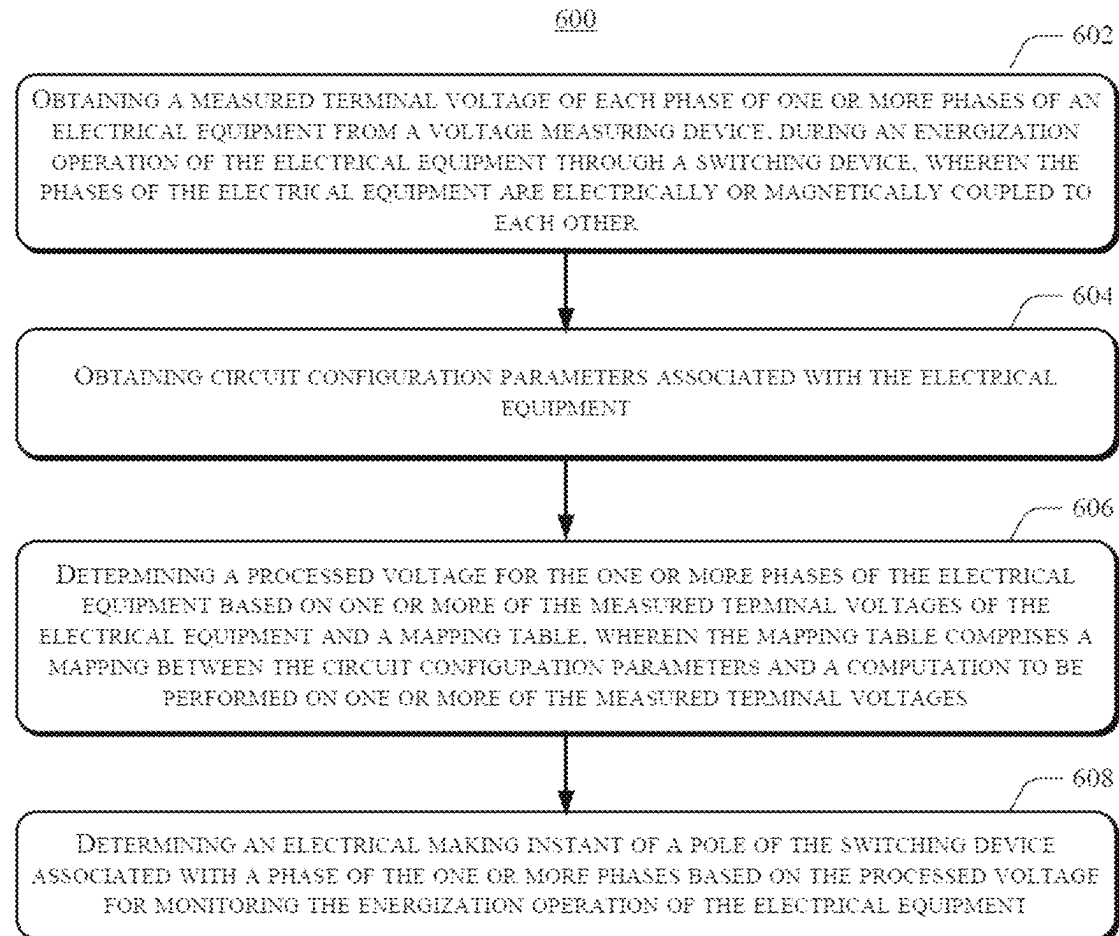 600
602
OBTAINING A MEASURED TERMINAL VOLTAGE OF EACH PHASE OF ONE OR MORE PHASES OF AN
ELECTRICAL EQUIPMENT FROM A VOLTAGE MEASURING DEVICE, DURING AN ENERGIZATION
OPERATION OF THE ELECTRICAL EQUIPMENT THROUGH A SWITCHING DEVICE, WHEREIN THE
PHASES OF THE ELECTRICAL EQUIPMENT ARE ELECTRICALLY OR MAGNETICALLY COUPLED TO
EACH OTHER
604
OBTAINING CIRCUIT CONFIGURATION PARAMETERS ASSOCIATED WITH THE ELECTRICAL
EQUIPMENT
606
DETERMINING A PROCESSED VOLTAGE FOR THE ONE OR MORE PHASES OF THE ELECTRICAL
EQUIPMENT BASED ON ONE OR MORE OF THE MEASURED TERMINAL VOLTAGES OF THE
ELECTRICAL EQUIPMENT AND A MAPPING TABLE, WHEREIN THE MAPPING TABLE COMPRISES A
MAPPING BETWEEN THE CIRCUIT CONFIGURATION PARAMETERS AND A COMPUTATION TO BE
PERFORMED ON ONE OR MORE OF THE MEASURED TERMINAL VOLTAGES
608
DETERMINING AN ELECTRICAL MAKING INSTANT OF A POLE OF THE SWITCHING DEVICE
ASSOCIATED WITH A PHASE OF THE ONE OR MORE PHASES BASED ON THE PROCESSED VOLTAGE
FOR MONITORING THE ENERGIZATION OPERATION OF THE ELECTRICAL EQUIPMENT